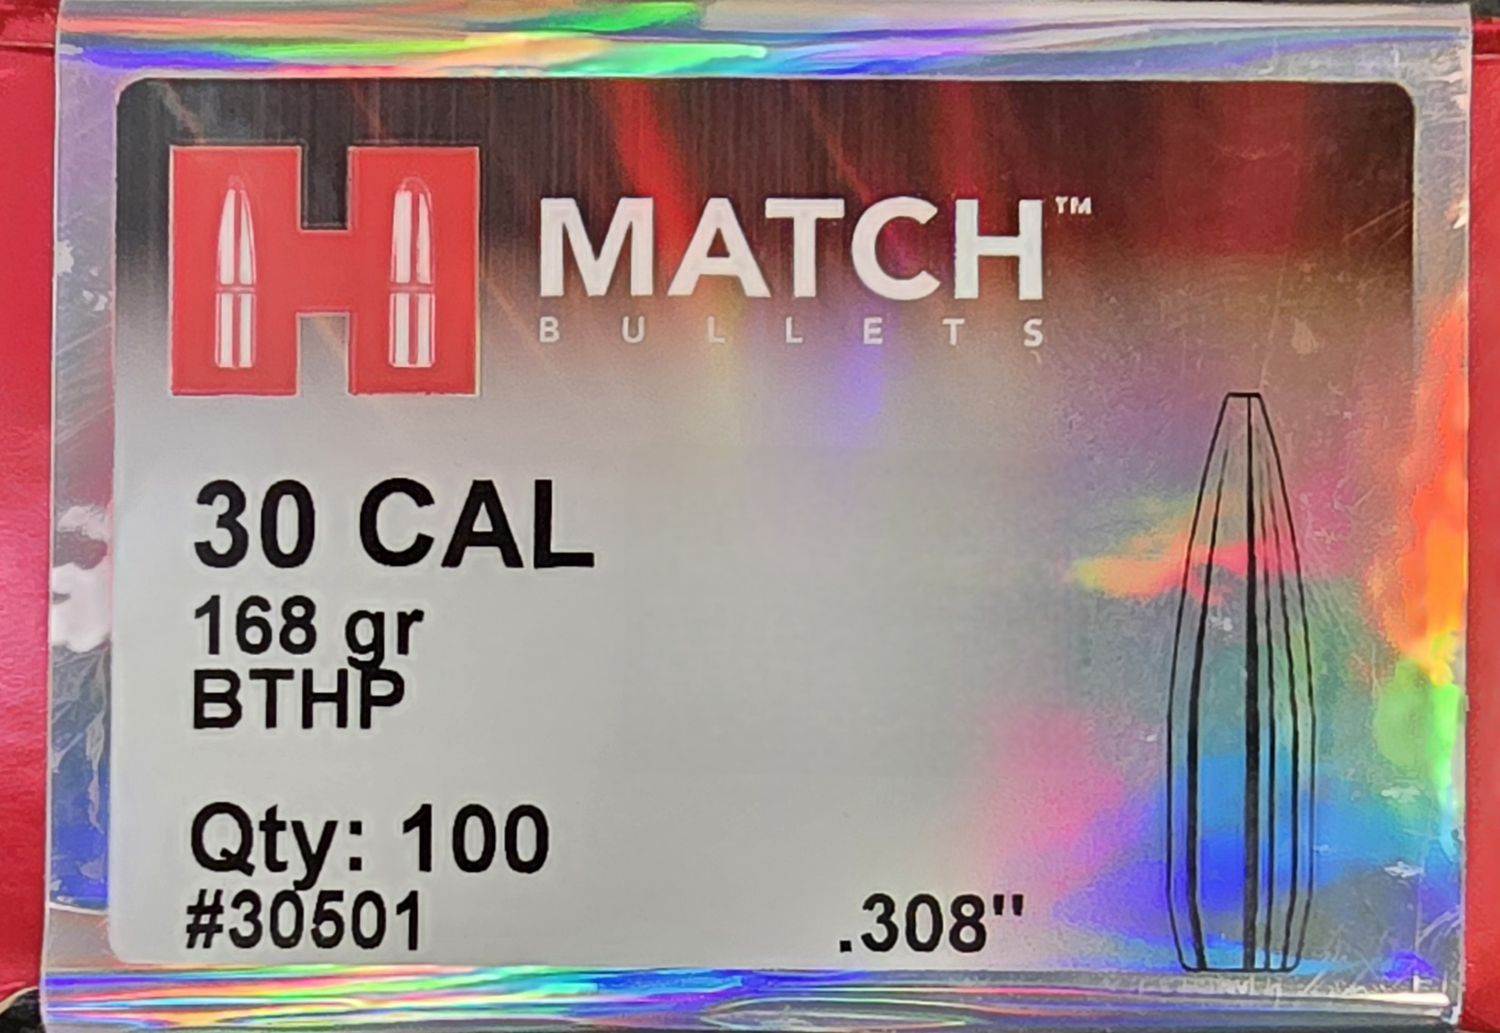 H MATCH™
BULLETS
30 CAL
168 gr
BTHP
Qty: 100
#30501
.308"